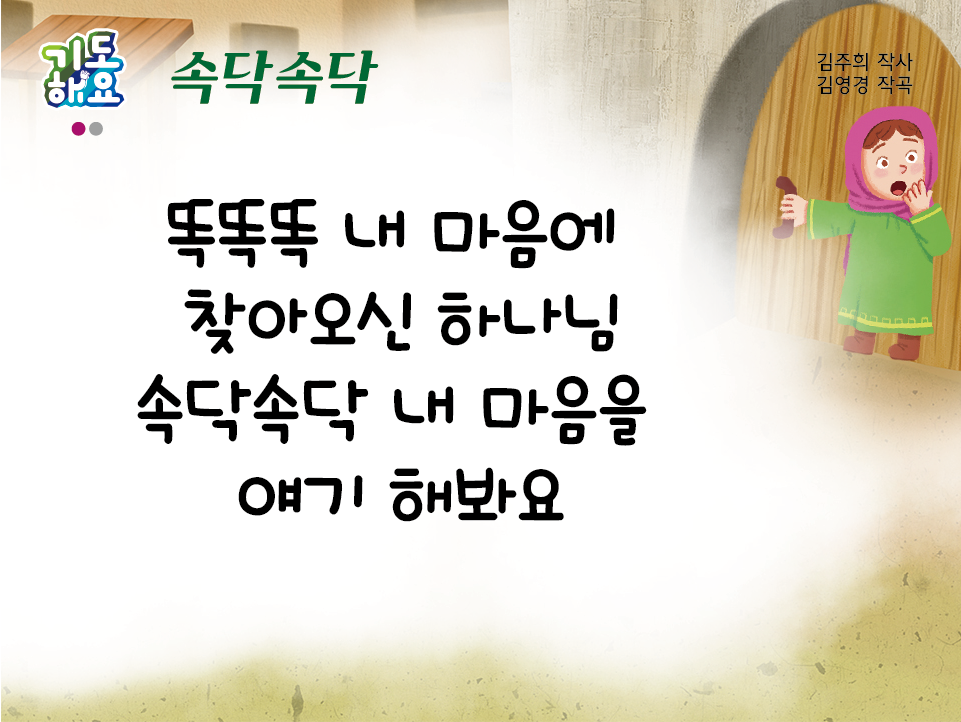 기도
해요
속닥속닥
김주희 작사
김영경 작곡
똑똑똑 내 마음에
찾아오신 하나님
속닥속닥 내 마음을
얘기 해봐요